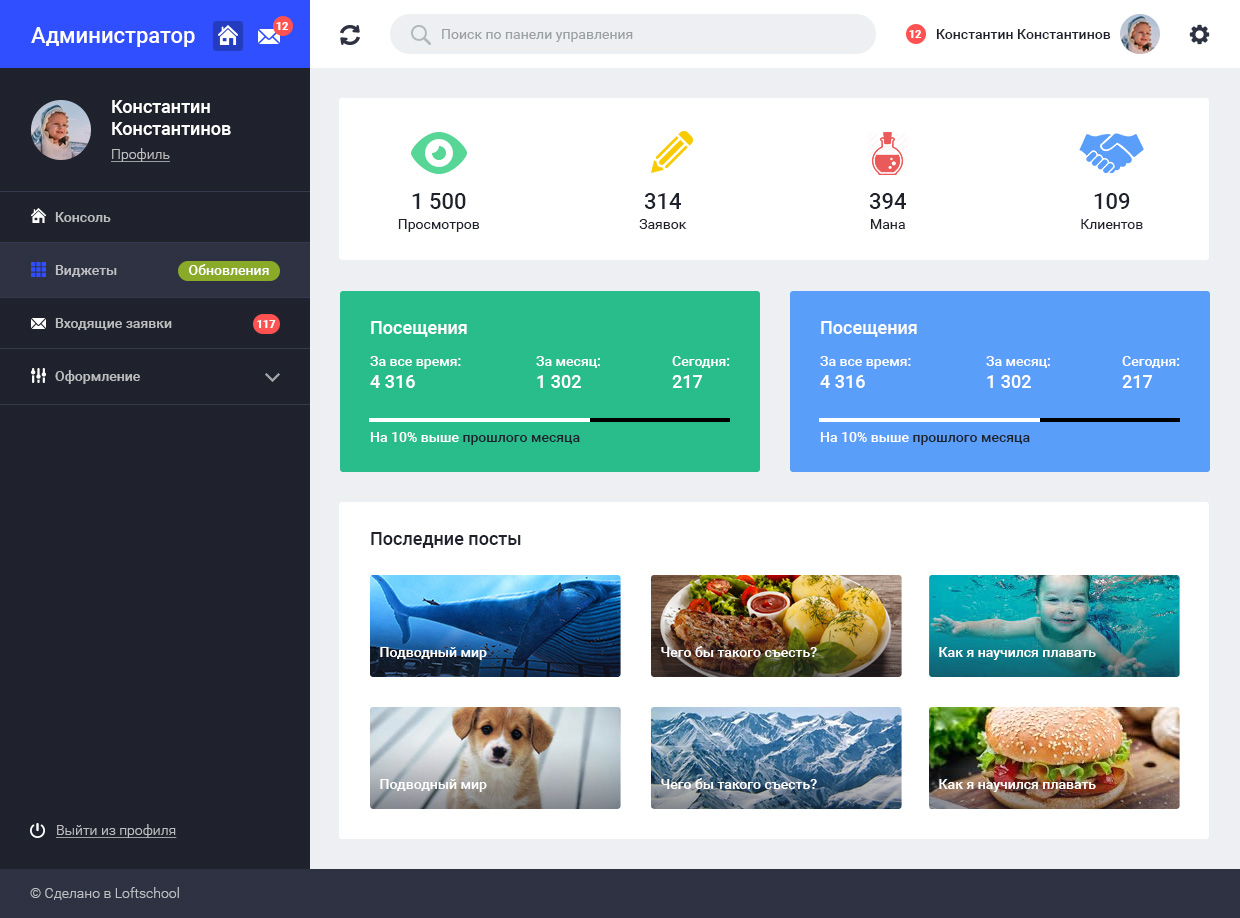 Администратор
12
Поиск по панели управления
12
Константин Константинов
Константин
Константинов
Профиль
Консоль
Виджеты
Обновления
Входящие заявки
117
Оформление
Выйти из профиля
1 500
Просмотров
314
Заявок
394
Мана
109
Клиентов
Посещения
За все время:
4 316
За месяц:
1 302
Сегодня:
217
На 10% выше прошлого месяца
Посещения
За все время:
4 316
За месяц:
1 302
Сегодня:
217
На 10% выше прошлого месяца
Последние посты
Подводный мир
Чего бы такого съесть?
Как я научился плавать
Подводный мир
Чего бы такого съесть?
Как я научился плавать
© Сделано в Loftschool